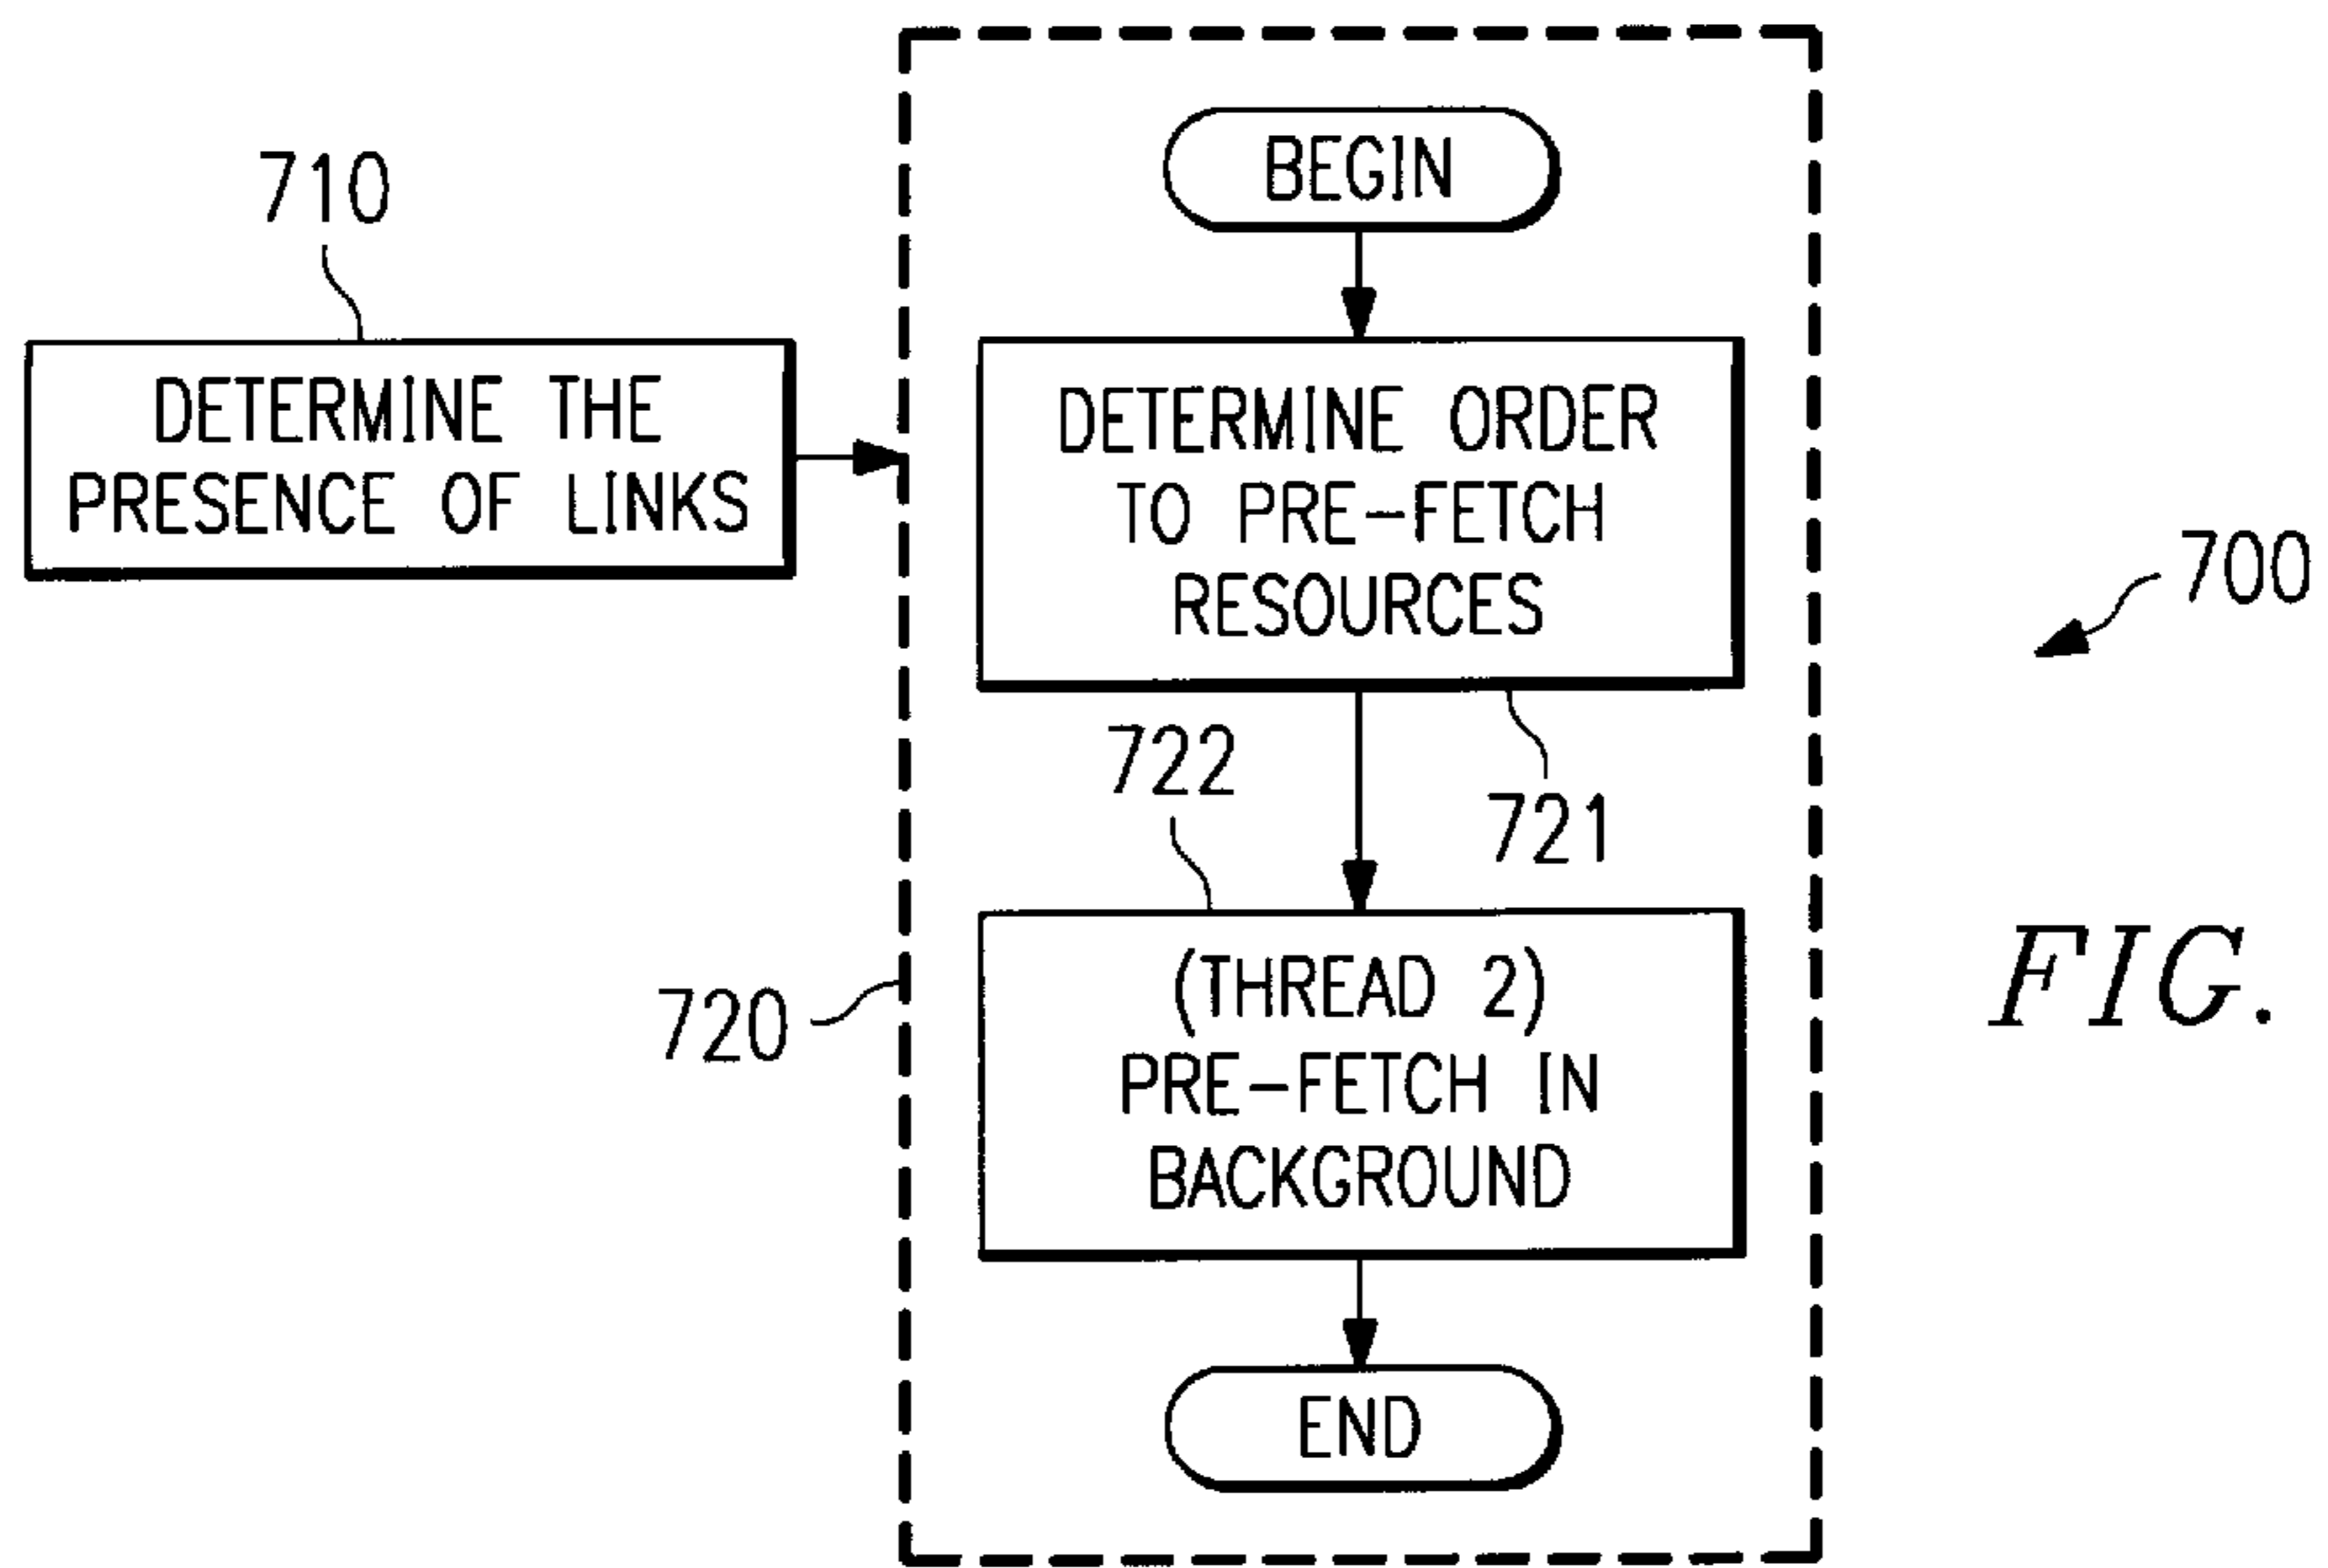 710
DETERMINE THE
PRESENCE OF LINKS
BEGIN
DETERMINE ORDER
TO PRE-FETCH
RESOURCES
700
722
721
720
(THREAD 2)
PRE-FETCH IN
BACKGROUND
FIG.
END